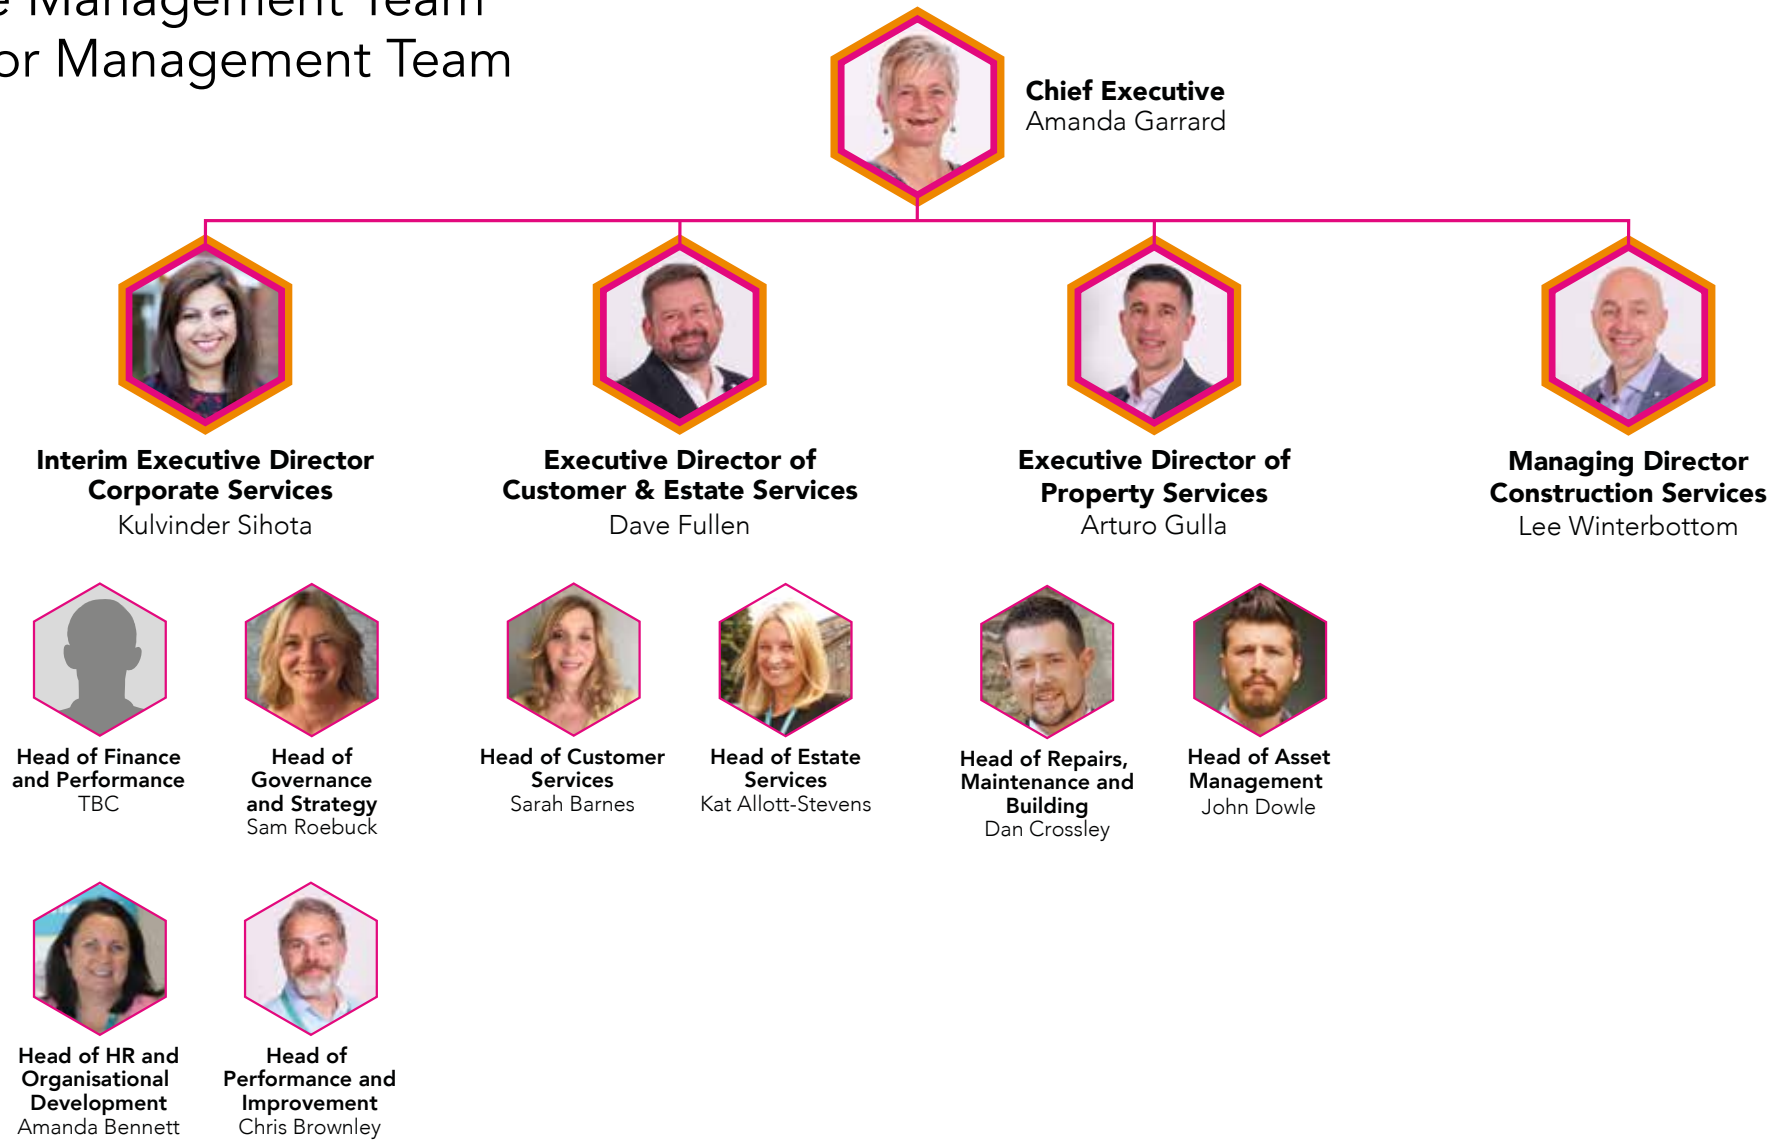 e Management Team
or Management Team
Chief Executive
Amanda Garrard
Interim Executive Director
Corporate Services
Kulvinder Sihota
Executive Director of
Customer & Estate Services
Dave Fullen
Executive Director of
Property Services
Arturo Gulla
Managing Director
Construction Services
Lee Winterbottom
Head of Finance
and Performance
TBC
Head of
Governance
and Strategy
Sam Roebuck
Head of Customer
Services
Sarah Barnes
Head of Estate
Services
Kat Allott-Stevens
Head of Repairs,
Maintenance and
Building
Dan Crossley
Head of Asset
Management
John Dowle
Head of HR and
Organisational
Development
Amanda Bennett
Head of
Performance and
Improvement
Chris Brownley